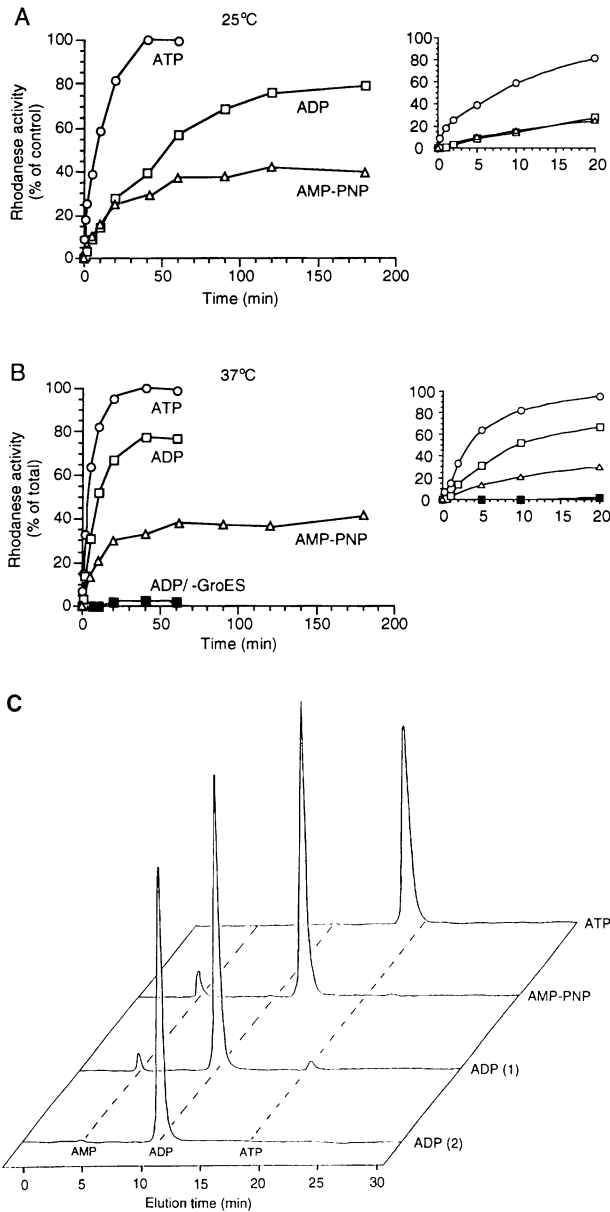 A
25°C
100
80
60
40
20
0
Rhodanese activity
(% of control)
ATP
ADP
AMP-PNP
0 50 100 150 200
Time (min)
100
80
60
40
20
0
0 5 10 20
B
37°C
100
80
60
40
20
0
Rhodanese activity
(% of total)
ATP
ADP
AMP-PNP
ADP/ -GroES
0 50 100 150 200
Time (min)
100
80
60
40
20
0
0 5 10 20
C
ATP
AMP-PNP
ADP (1)
ADP (2)
AMP ADP ATP
0 5 10 15 20 25 30
Elution time (min)